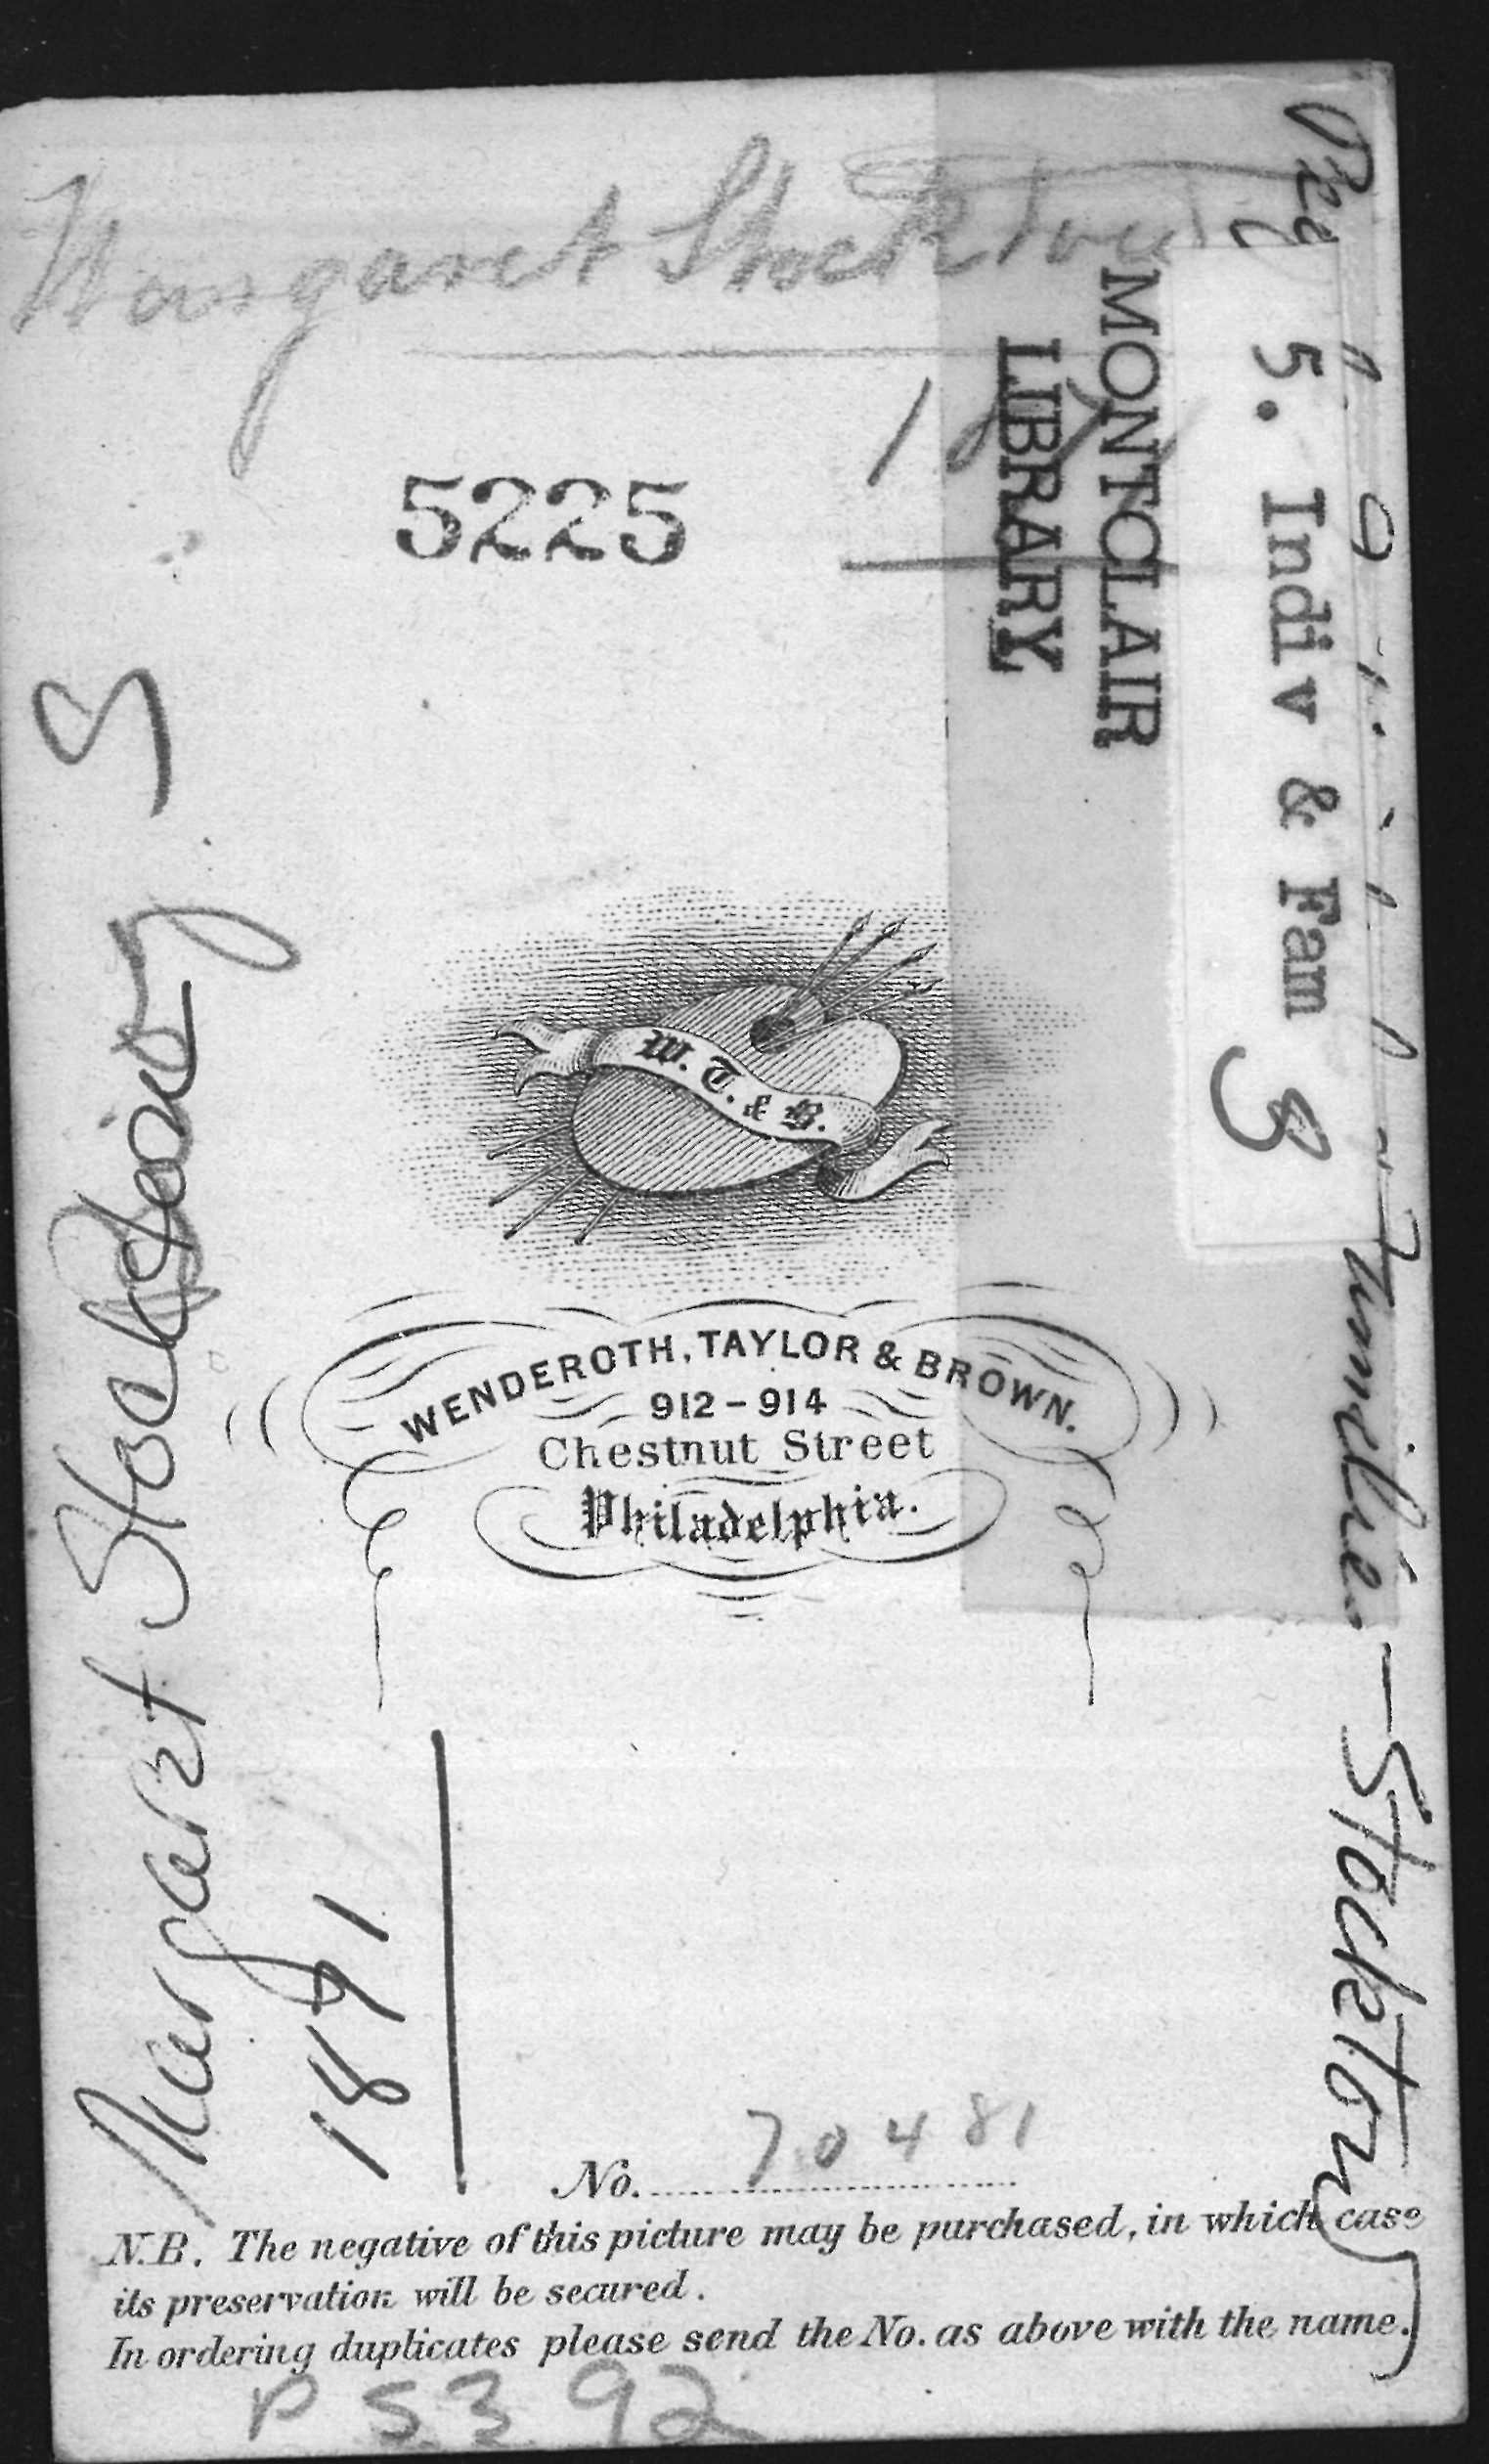 Margaret Stockton
5225
MONTCLAIR
LIBRARY
5. Indiv & Fam
S
Families - Stockton)
W. T. & B.
WENDEROTH, TAYLOR & BROWN.
912-914
Chestnut Street
Philadelphia.
Margaret Stockton
S
1871
No. 70481
N.B. The negative of this picture may be purchased, in which case
its preservation will be secured.
In ordering duplicates please send the No. as above with the name.
P 5392